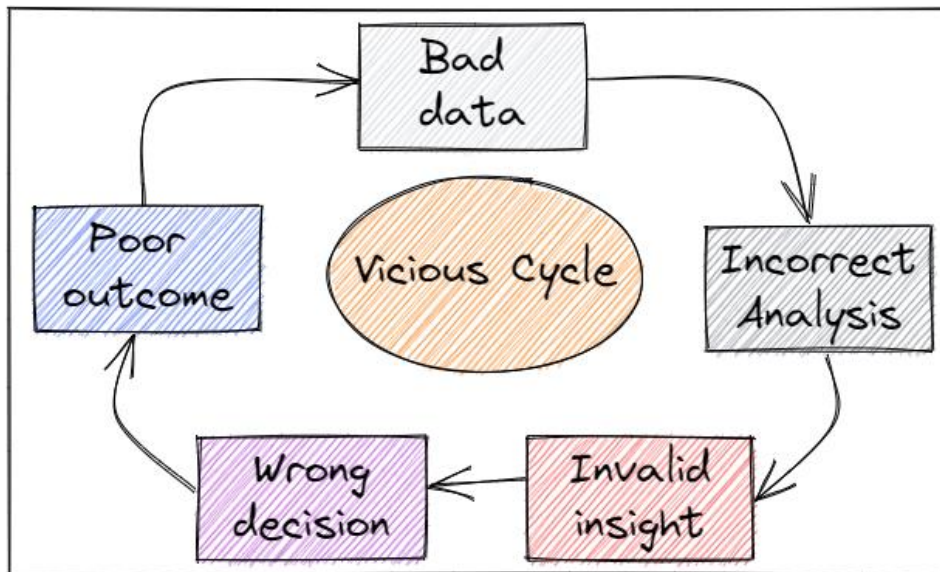 Bad
data
Incorrect
Analysis
Invalid
insight
Wrong
decision
Poor
outcome
Vicious Cycle